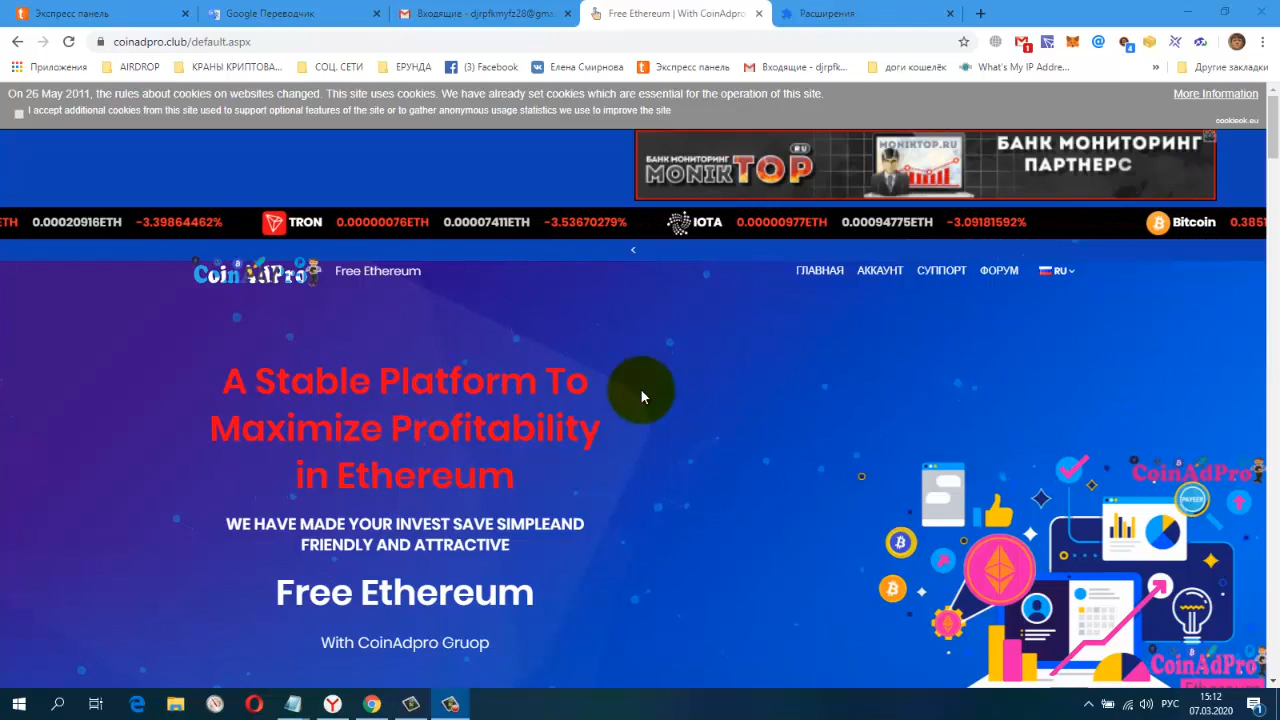 Экспресс панель
Google Переводчик
Входящие - djrpfkmyfz28@gma
Free Ethereum | With CoinAdpro
Расширения
coinadpro.club/default.aspx
1
4
Приложения
AIRDROP
КРАНЫ КРИПТОВА...
СОЦ. СЕТИ
ЕРУНДА
(3) Facebook
Елена Смирнова
Экспресс панель
Входящие - djrpfk...
доги кошелёк
What's My IP Addre...
»
Другие закладки
On 26 May 2011, the rules about cookies on websites changed. This site uses cookies. We have already set cookies which are essential for the operation of this site.
More Information
I accept additional cookies from this site used to support optional features of the site or to gather anonymous usage statistics we use to improve the site
cookieok.eu
БАНК МОНИТОРИНГ
MONIKTOP
RU
MONIKTOP.RU
БАНК МОНИТОРИНГ
ПАРТНЕРС
ETH
0.00020916ETH
-3.39864462%
TRON
0.00000076ETH
0.00007411ETH
-3.53670279%
IOTA
0.00000977ETH
0.00094775ETH
-3.09181592%
Bitcoin
0.3851
<
CoinAdPro
Free Ethereum
ГЛАВНАЯ
АККАУНТ
СУППОРТ
ФОРУМ
RU
A Stable Platform To
Maximize Profitability
in Ethereum
WE HAVE MADE YOUR INVEST SAVE SIMPLEAND
FRIENDLY AND ATTRACTIVE
Free Ethereum
With CoinAdpro Gruop
CoinAdPro
PAYEER
CoinAdPro
РУС
15:12
07.03.2020
1